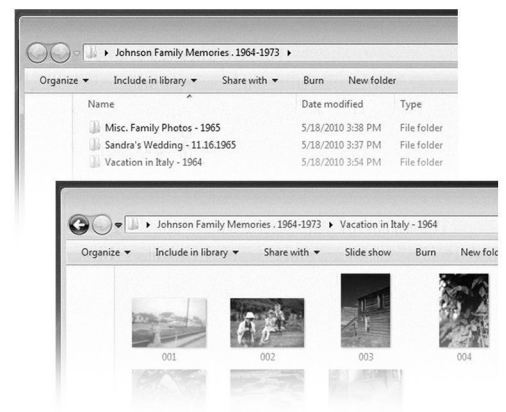 Johnson Family Memories . 1964-1973
Organize Include in library Share with Burn New folder
Name Date modified Type
Misc. Family Photos - 1965 5/18/2010 3:38 PM File folder
Sandra's Wedding - 11.16.1965 5/18/2010 3:37 PM File folder
Vacation in Italy - 1964 5/18/2010 3:54 PM File folder
Johnson Family Memories . 1964-1973 Vacation in Italy - 1964
Organize Include in library Share with Slide show Burn New fold
001 002 003 004